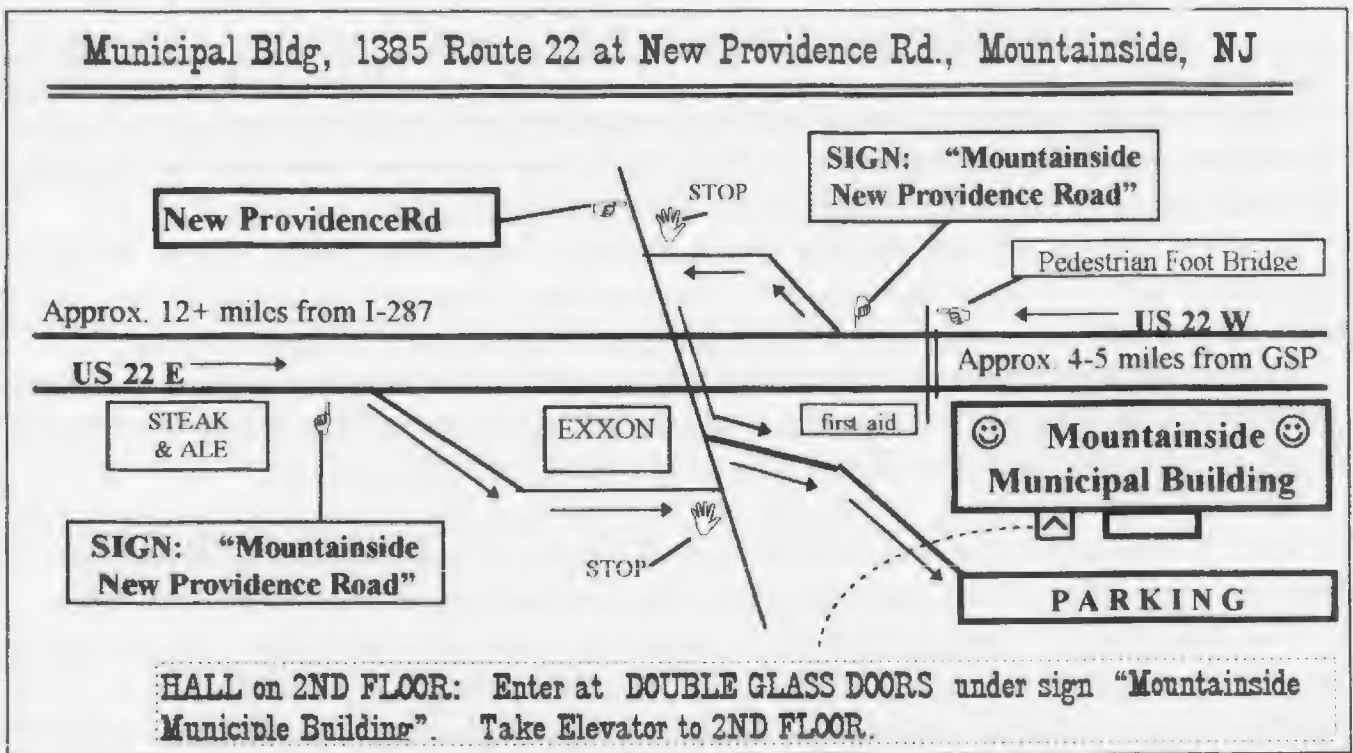 Municipal Bldg, 1385 Route 22 at New Providence Rd., Mountainside, NJ
SIGN: “Mountainside
New Providence Road”
STOP
New ProvidenceRd
Pedestrian Foot Bridge
Approx. 12+ miles from I-287
US 22 W
US 22 E
Approx. 4-5 miles from GSP
STEAK
& ALE
EXXON
first aid
Mountainside
Municipal Building
SIGN: “Mountainside
New Providence Road”
STOP
PARKING
HALL on 2ND FLOOR: Enter at DOUBLE GLASS DOORS under sign “Mountainside
Municiple Building”. Take Elevator to 2ND FLOOR.